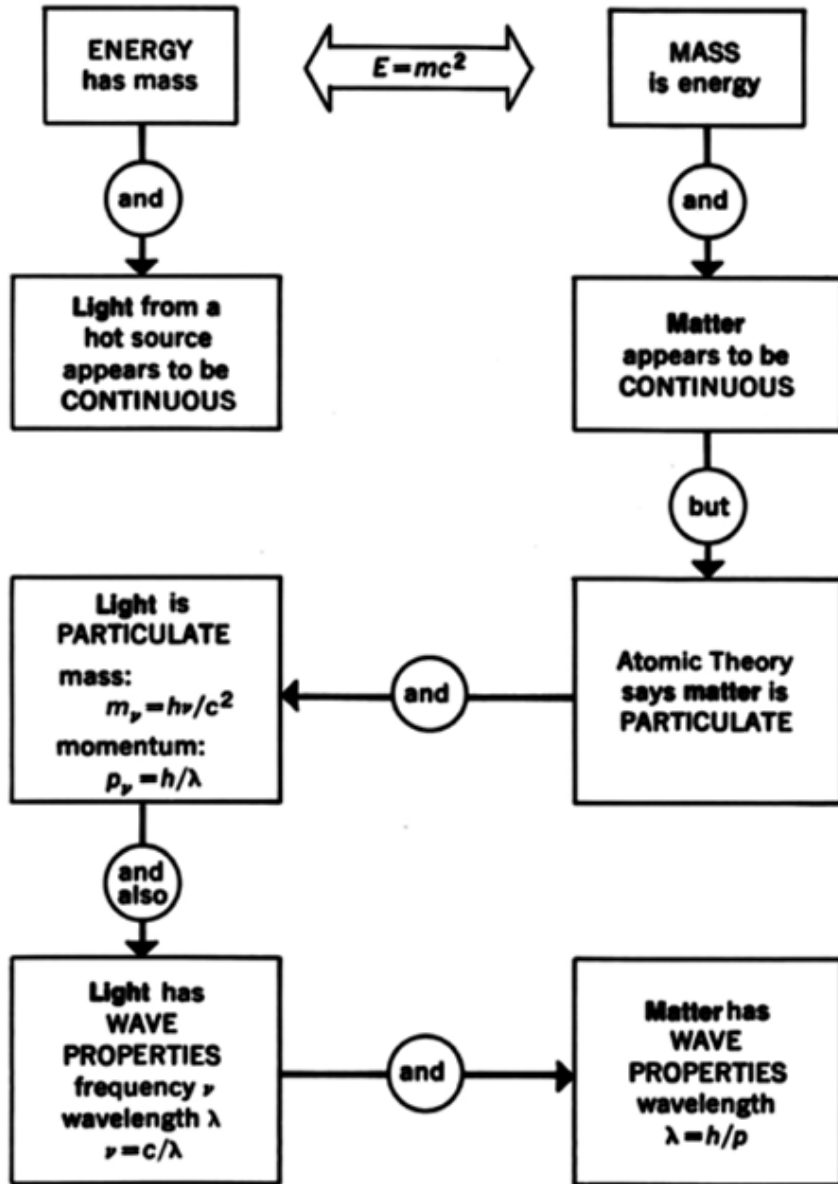 ENERGY
has mass
E=mc²
MASS
is energy
and
and
Light from a
hot source
appears to be
CONTINUOUS
Matter
appears to be
CONTINUOUS
but
Light is
PARTICULATE
mass:
m_ν=hν/c²
momentum:
p_ν=h/λ
and
Atomic Theory
says matter is
PARTICULATE
and
also
Light has
WAVE
PROPERTIES
frequency ν
wavelength λ
ν=c/λ
and
Matter has
WAVE
PROPERTIES
wavelength
λ=h/p